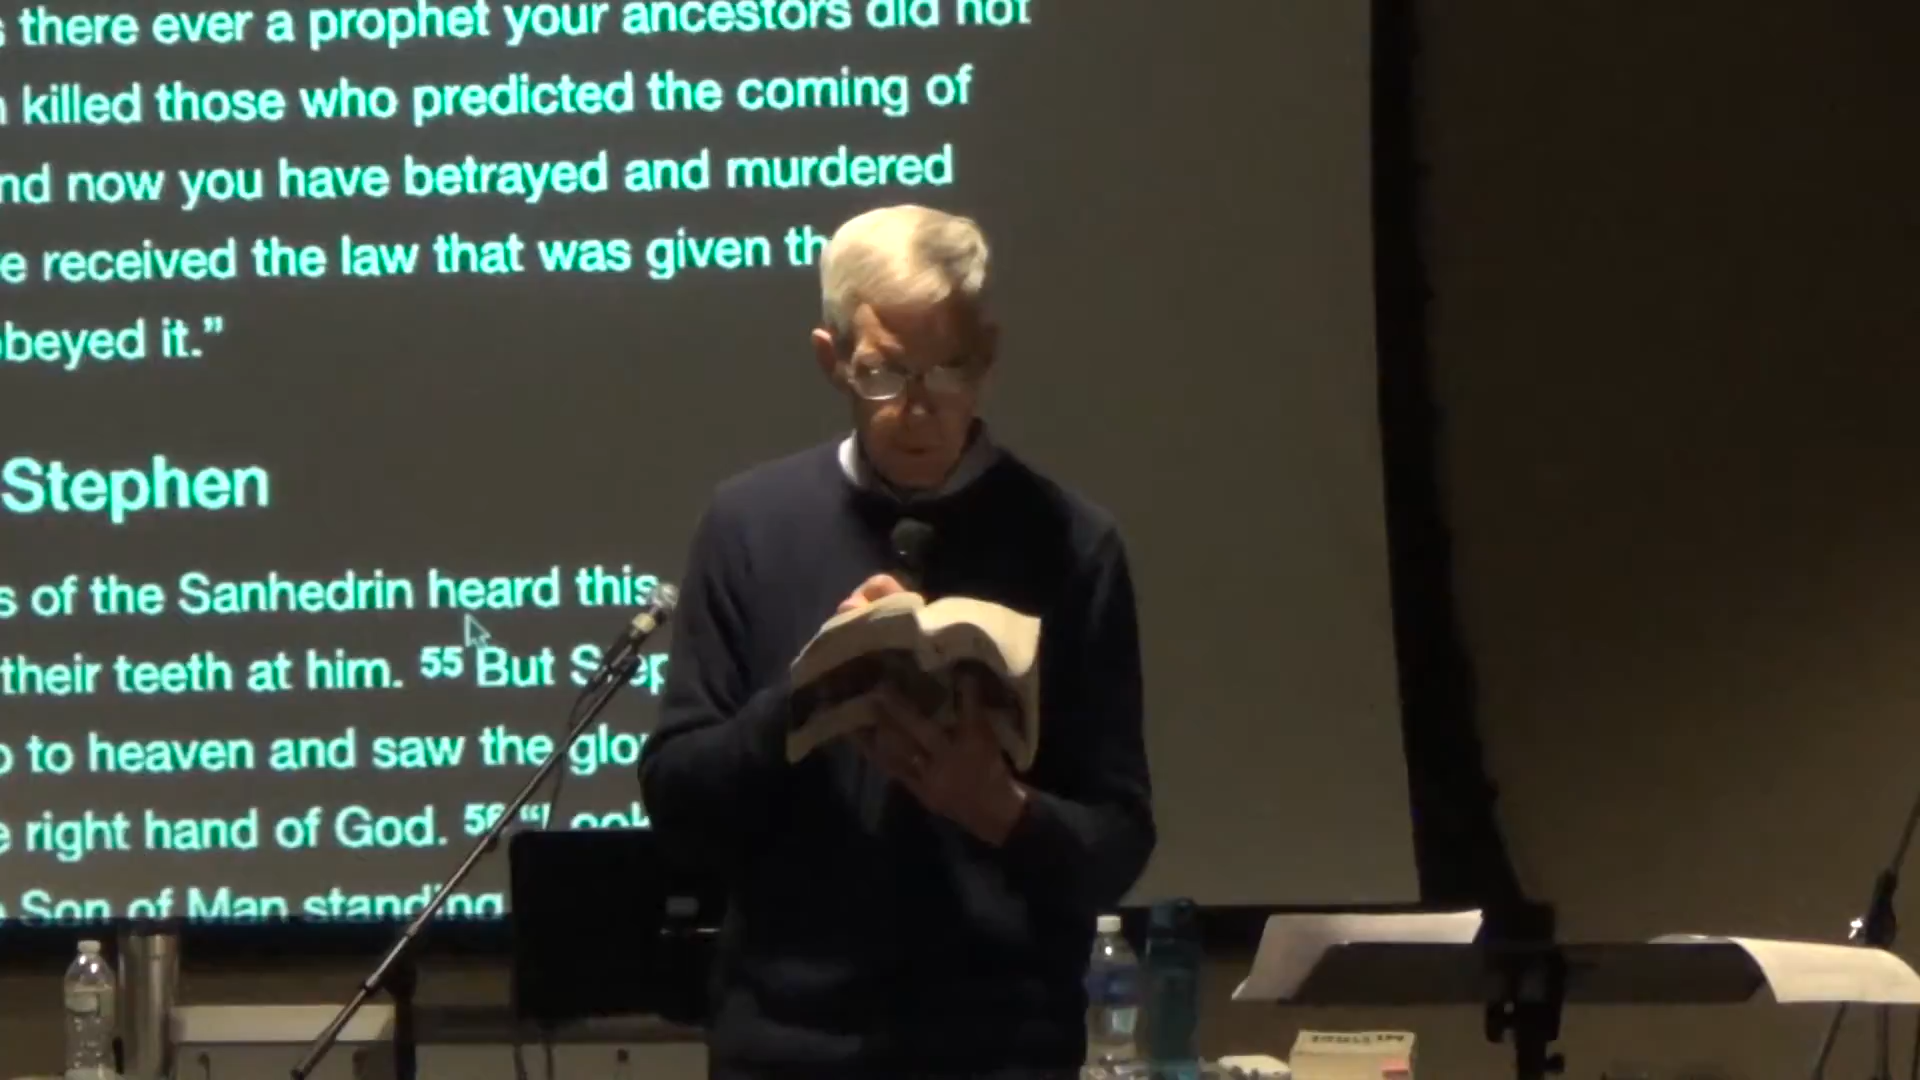 there ever a prophet your ancestors did not
killed those who predicted the coming of
nd now you have betrayed and murdered
e received the law that was given th
beyed it.”
Stephen
s of the Sanhedrin heard this
their teeth at him. 55 But Step
to heaven and saw the glo
e right hand of God. 56 “Look
Son of Man standing